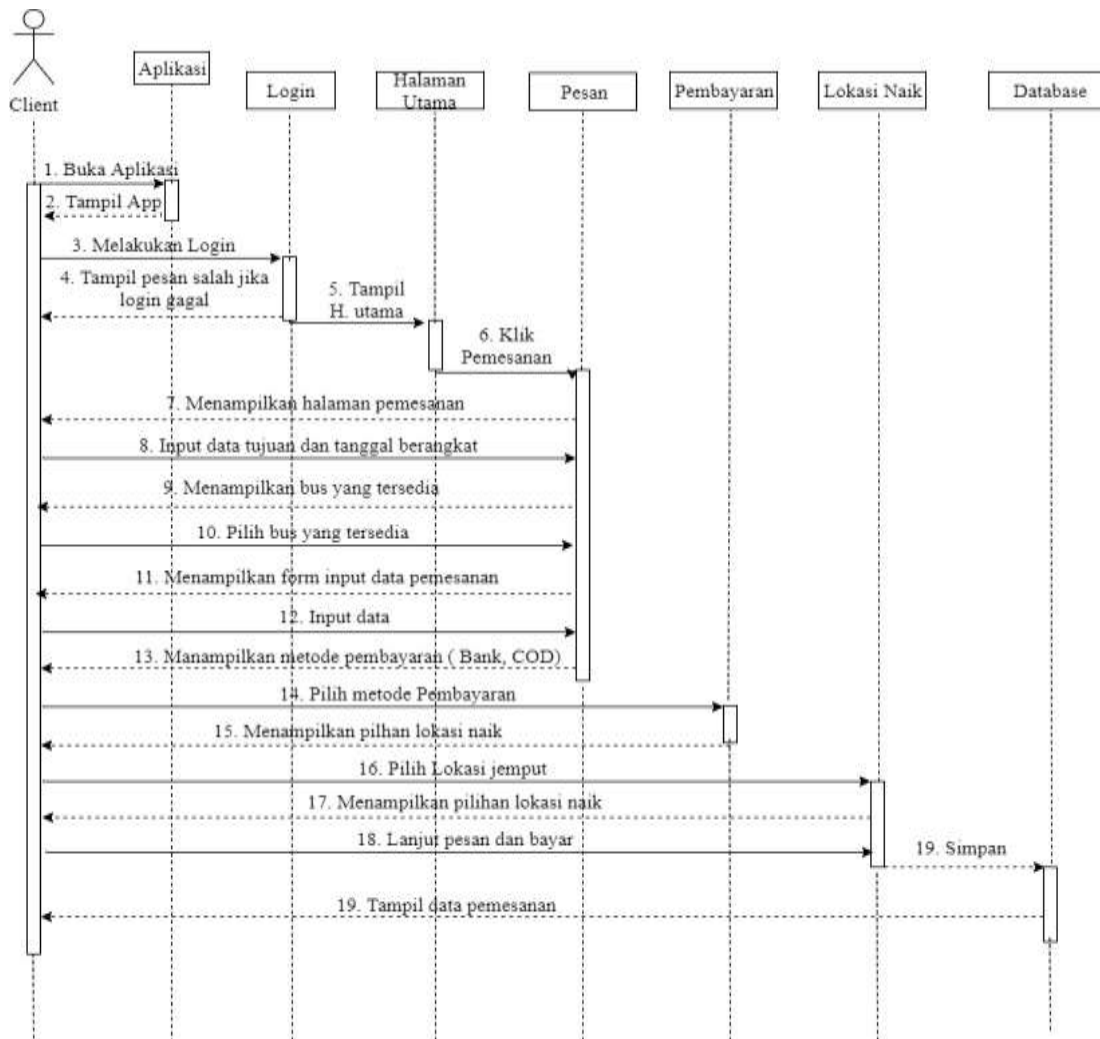 Client
Aplikasi
Login
Halaman
Utama
Pesan
Pembayaran
Lokasi Naik
Database
1. Buka Aplikasi
2. Tampil App
3. Melakukan Login
4. Tampil pesan salah jika
login gagal
5. Tampil
H. utama
6. Klik
Pemesanan
7. Menampilkan halaman pemesanan
8. Input data tujuan dan tanggal berangkat
9. Menampilkan bus yang tersedia
10. Pilih bus yang tersedia
11. Menampilkan form input data pemesanan
12. Input data
13. Manampilkan metode pembayaran ( Bank, COD)
14. Pilih metode Pembayaran
15. Menampilkan pilhan lokasi naik
16. Pilih Lokasi jemput
17. Menampilkan pilihan lokasi naik
18. Lanjut pesan dan bayar
19. Simpan
19. Tampil data pemesanan